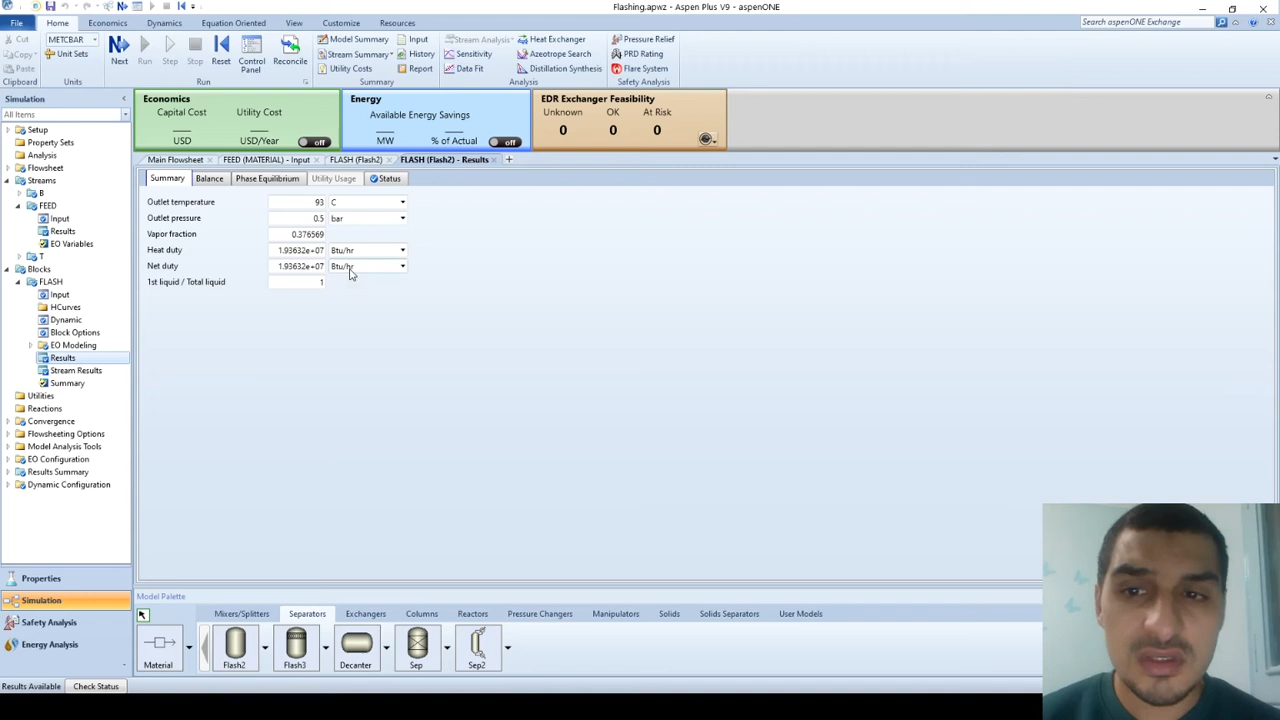 Flashing.apwz - Aspen Plus V9 - aspenONE
File Home Economics Dynamics Equation Oriented View Customize Resources Search aspenONE Exchange
Cut METCBAR Model Summary Input Stream Analysis Heat Exchanger Pressure Relief
Copy Unit Sets Next Run Step Stop Reset Control Panel Reconcile Stream Summary History Sensitivity Azeotrope Search PRD Rating
Paste Utility Costs Report Data Fit Distillation Synthesis Flare System
Clipboard Units Run Summary Analysis Safety Analysis
Simulation Economics Energy EDR Exchanger Feasibility
All Items Capital Cost Utility Cost Available Energy Savings Unknown OK At Risk
USD USD/Year off MW % of Actual off 0 0 0
Main Flowsheet FEED (MATERIAL) - Input FLASH (Flash2) FLASH (Flash2) - Results +
Summary Balance Phase Equilibrium Utility Usage Status
Outlet temperature 93 C
Outlet pressure 0.5 bar
Vapor fraction 0.376569
Heat duty 1.93632e+07 Btu/hr
Net duty 1.93632e+07 Btu/hr
1st liquid / Total liquid 1
Setup
Property Sets
Analysis
Flowsheet
Streams
B
FEED
Input
Results
EO Variables
T
Blocks
FLASH
Input
HCurves
Dynamic
Block Options
EO Modeling
Results
Stream Results
Summary
Utilities
Reactions
Convergence
Flowsheeting Options
Model Analysis Tools
EO Configuration
Results Summary
Dynamic Configuration
Properties
Simulation
Safety Analysis
Energy Analysis
Model Palette
Mixers/Splitters Separators Exchangers Columns Reactors Pressure Changers Manipulators Solids Solids Separators User Models
Material Flash2 Flash3 Decanter Sep Sep2
Results Available Check Status